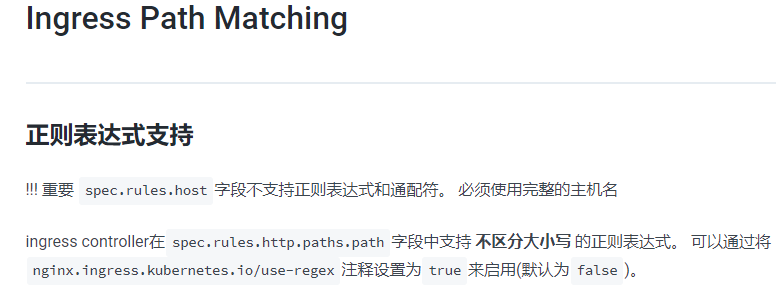 Ingress Path Matching
正则表达式支持
!!! 重要 spec.rules.host 字段不支持正则表达式和通配符。 必须使用完整的主机名
ingress controller在 spec.rules.http.paths.path 字段中支持 不区分大小写 的正则表达式。 可以通过将
nginx.ingress.kubernetes.io/use-regex 注释设置为 true 来启用(默认为 false )。